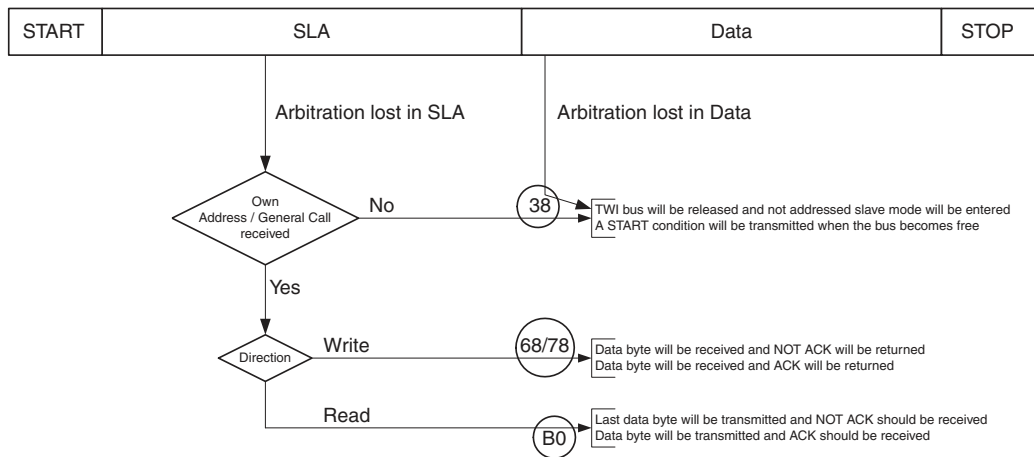 START
SLA
Data
STOP
Arbitration lost in SLA
Arbitration lost in Data
Own
Address / General Call
received
No
38
TWI bus will be released and not addressed slave mode will be entered
A START condition will be transmitted when the bus becomes free
Yes
Direction
Write
68/78
Data byte will be received and NOT ACK will be returned
Data byte will be received and ACK will be returned
Read
B0
Last data byte will be transmitted and NOT ACK should be received
Data byte will be transmitted and ACK should be received